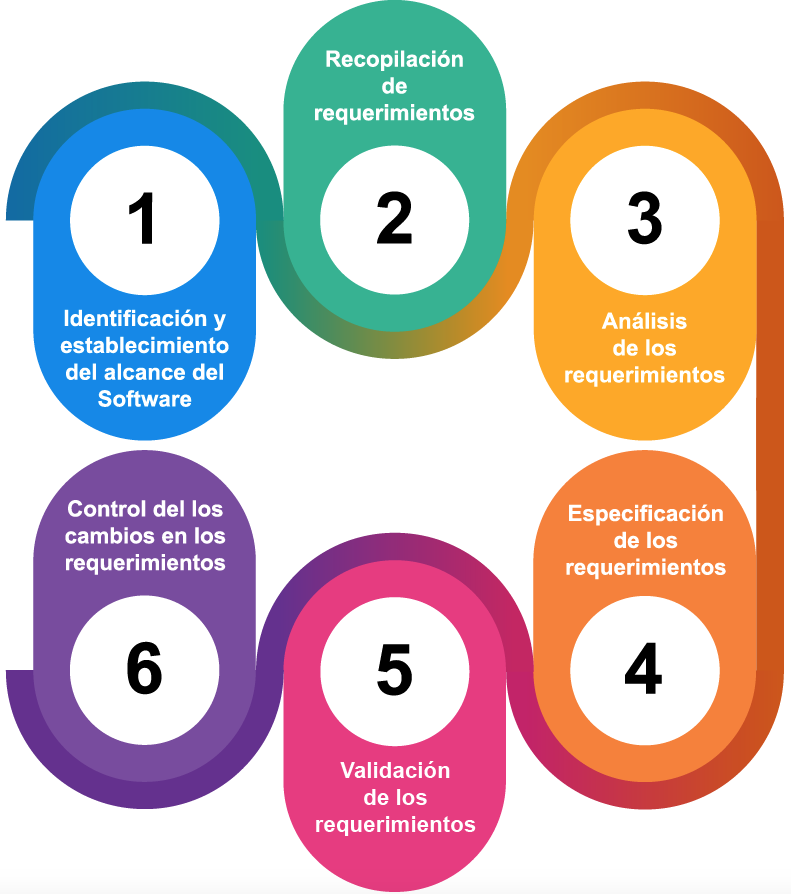 1
Identificación y
establecimiento
del alcance del
Software
Recopilación
de
requerimientos
2
3
Análisis
de los
requerimientos
Especificación
de los
requerimientos
4
5
Validación
de los
requerimientos
Control del los
cambios en los
requerimientos
6